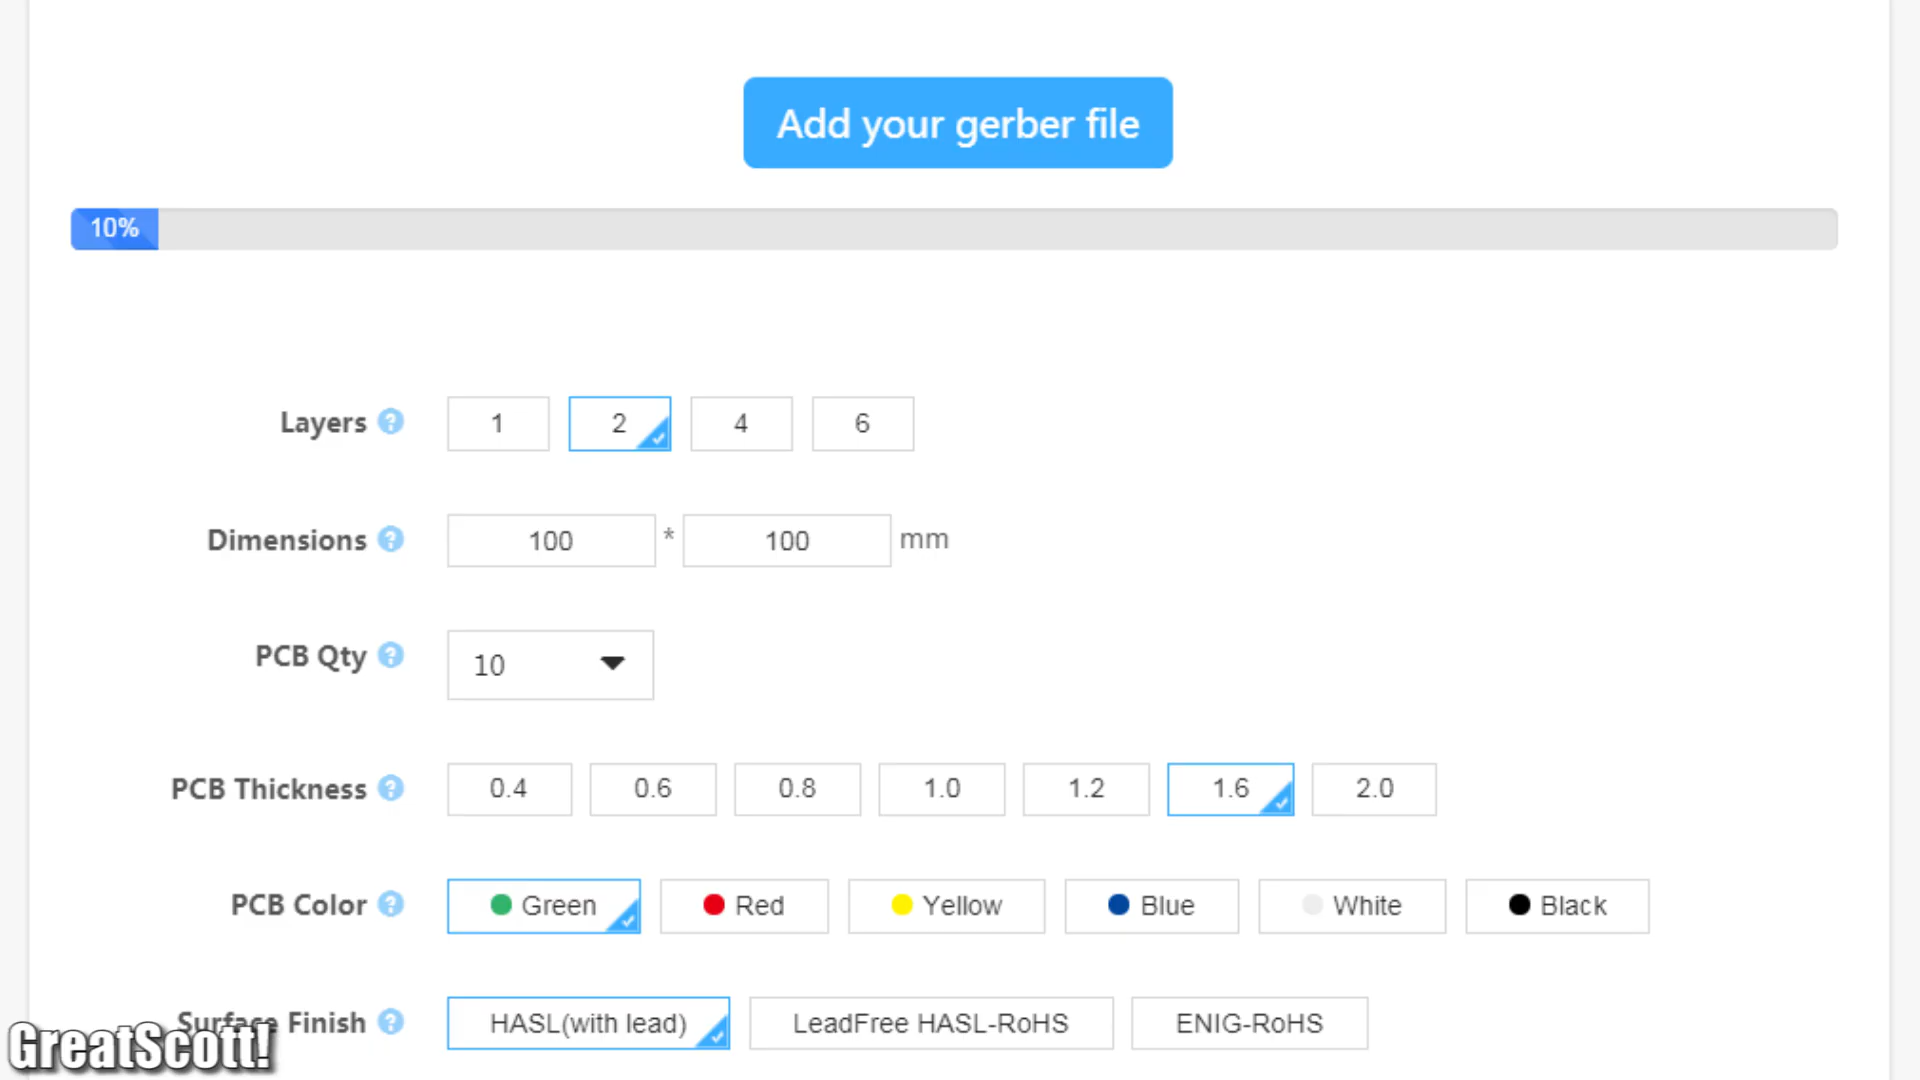 Add your gerber file
10%
Layers ? 1 2 4 6
Dimensions ? 100 * 100 mm
PCB Qty ? 10
PCB Thickness ? 0.4 0.6 0.8 1.0 1.2 1.6 2.0
PCB Color ? Green Red Yellow Blue White Black
Surface Finish ? HASL(with lead) LeadFree HASL-RoHS ENIG-RoHS
GreatScott!